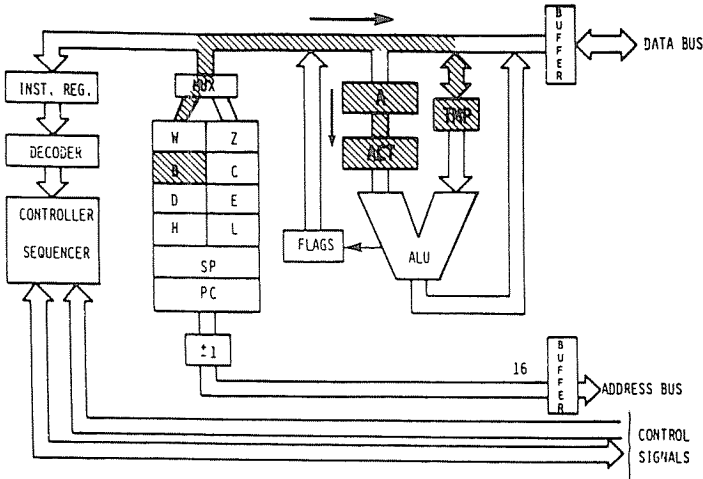 BUFFER
DATA BUS
INST. REG.
MUX
A
TMP
DECODER
W Z
B C
ACT
D E
H L
CONTROLLER
SEQUENCER
FLAGS
ALU
SP
PC
±1
16
BUFFER
ADDRESS BUS
CONTROL
SIGNALS